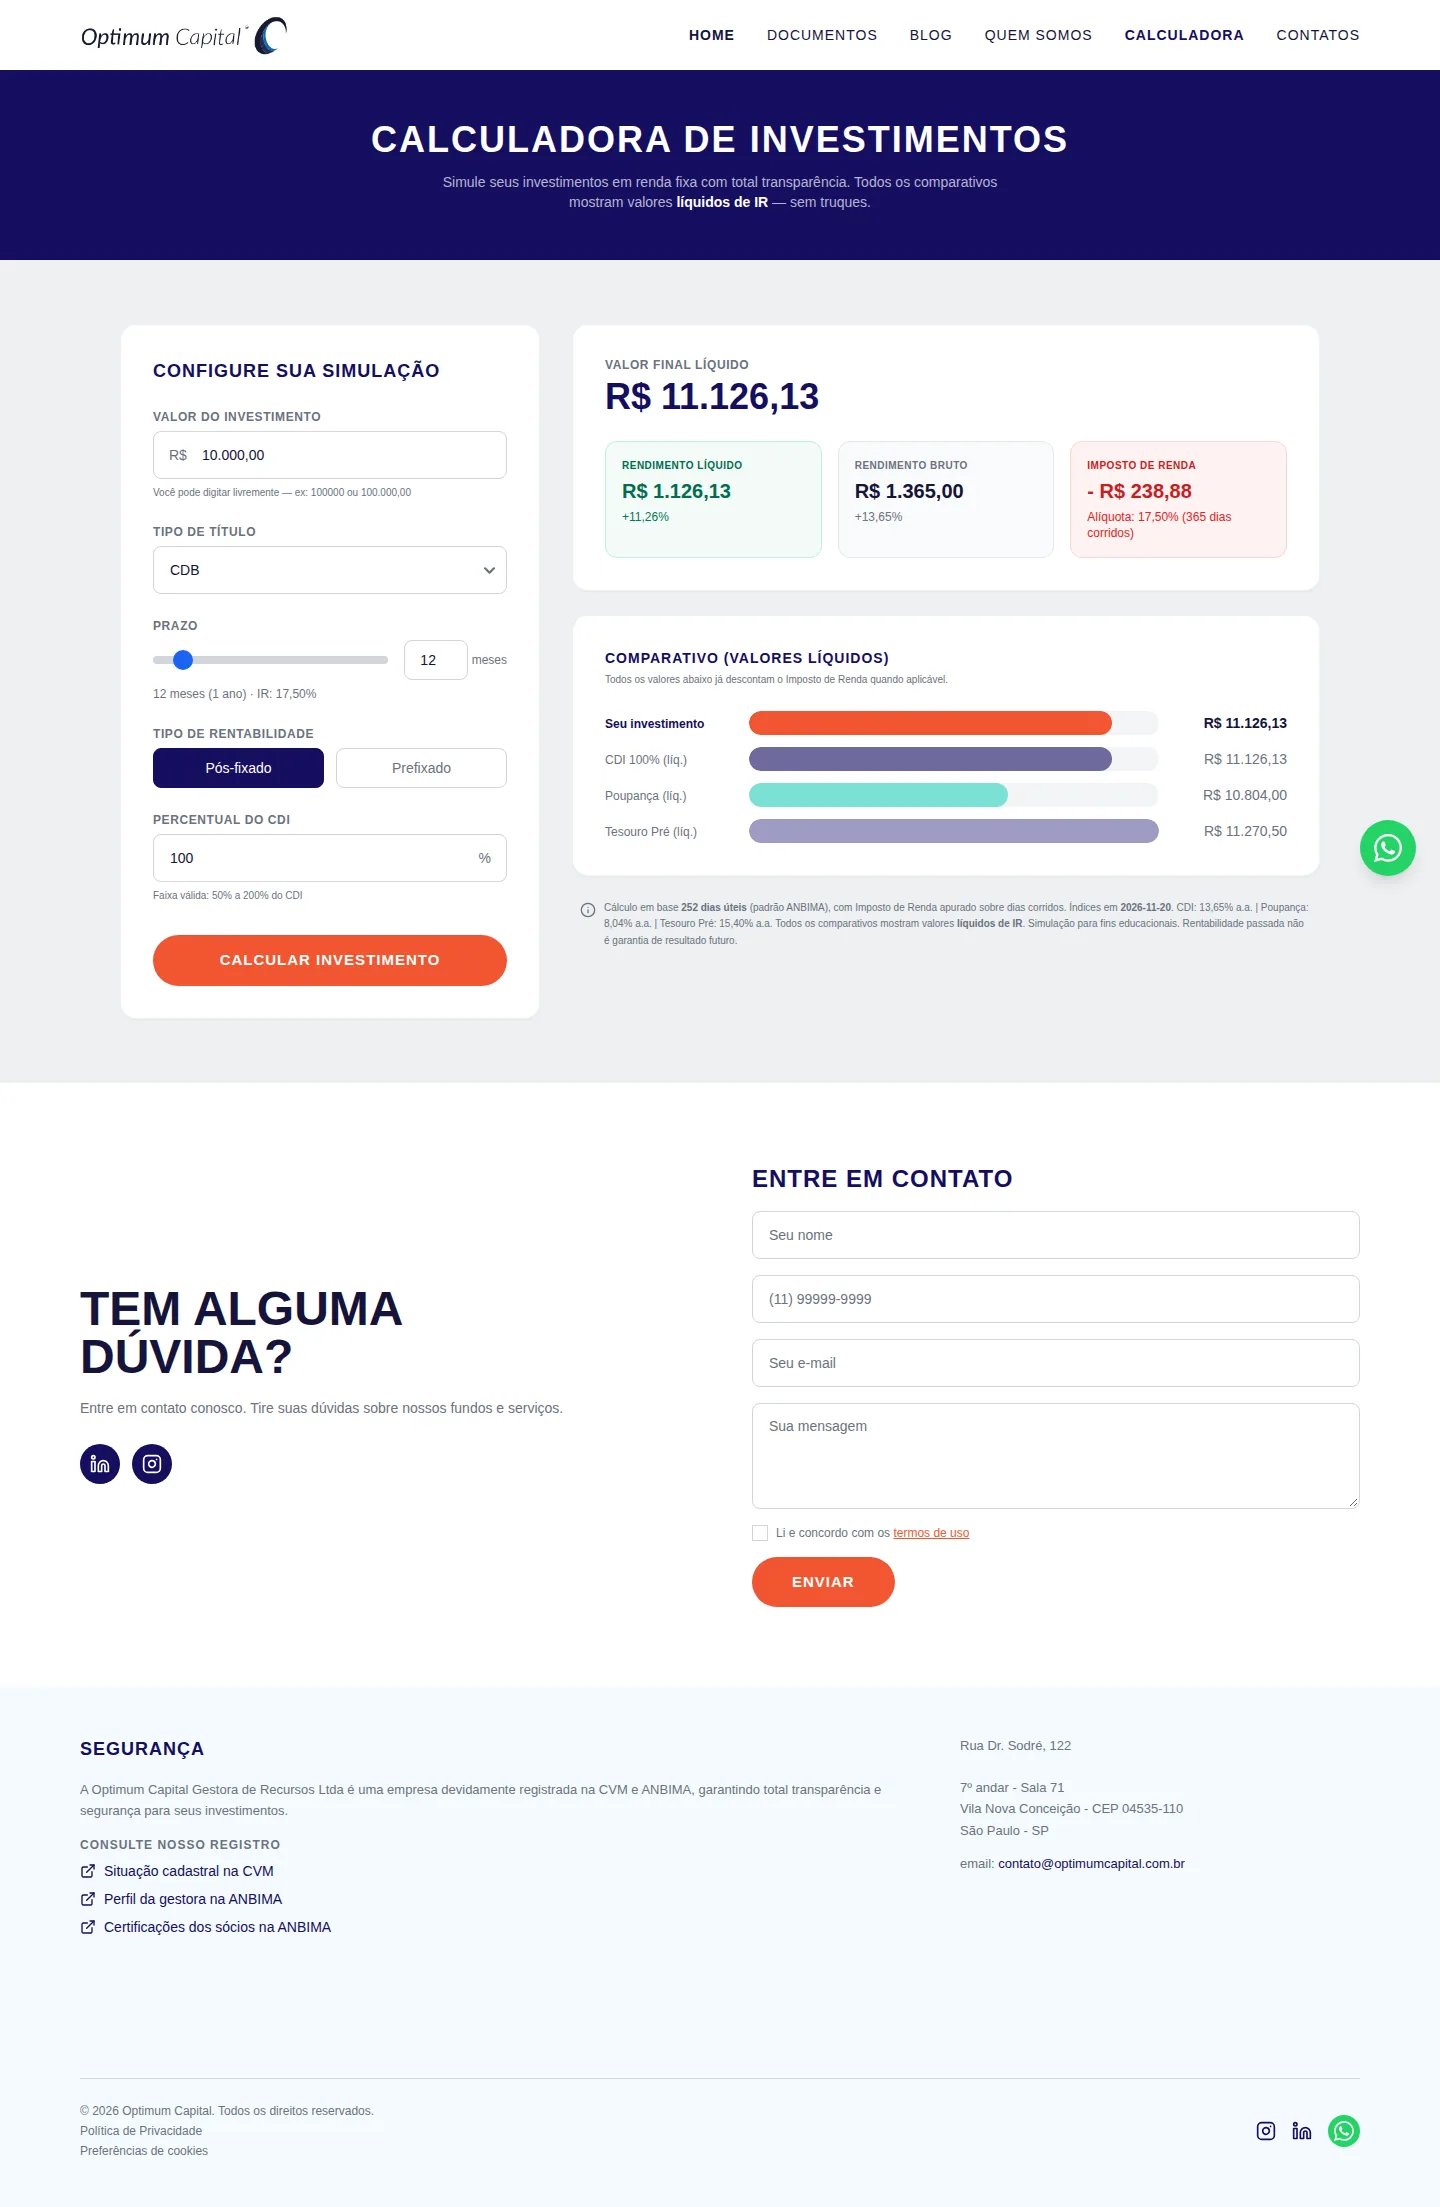 Optimum Capital
HOME
DOCUMENTOS
BLOG
QUEM SOMOS
CALCULADORA
CONTATOS
CALCULADORA DE INVESTIMENTOS
Simule seus investimentos em renda fixa com total transparência. Todos os comparativos
mostram valores líquidos de IR — sem truques.
CONFIGURE SUA SIMULAÇÃO
VALOR DO INVESTIMENTO
R$ 10.000,00
Você pode digitar livremente — ex: 100000 ou 100.000,00
TIPO DE TÍTULO
CDB
PRAZO
12 meses
12 meses (1 ano) · IR: 17,50%
TIPO DE RENTABILIDADE
Pós-fixado
Prefixado
PERCENTUAL DO CDI
100 %
Faixa válida: 50% a 200% do CDI
CALCULAR INVESTIMENTO
VALOR FINAL LÍQUIDO
R$ 11.126,13
RENDIMENTO LÍQUIDO
R$ 1.126,13
+11,26%
RENDIMENTO BRUTO
R$ 1.365,00
+13,65%
IMPOSTO DE RENDA
- R$ 238,88
Alíquota: 17,50% (365 dias
corridos)
COMPARATIVO (VALORES LÍQUIDOS)
Todos os valores abaixo já descontam o Imposto de Renda quando aplicável.
Seu investimento R$ 11.126,13
CDI 100% (líq.) R$ 11.126,13
Poupança (líq.) R$ 10.804,00
Tesouro Pré (líq.) R$ 11.270,50
Cálculo em base 252 dias úteis (padrão ANBIMA), com Imposto de Renda apurado sobre dias corridos. Índices em 2026-11-20. CDI: 13,65% a.a. | Poupança:
8,04% a.a. | Tesouro Pré: 15,40% a.a. Todos os comparativos mostram valores líquidos de IR. Simulação para fins educacionais. Rentabilidade passada não
é garantia de resultado futuro.
TEM ALGUMA
DÚVIDA?
Entre em contato conosco. Tire suas dúvidas sobre nossos fundos e serviços.
ENTRE EM CONTATO
Seu nome
(11) 99999-9999
Seu e-mail
Sua mensagem
Li e concordo com os termos de uso
ENVIAR
SEGURANÇA
A Optimum Capital Gestora de Recursos Ltda é uma empresa devidamente registrada na CVM e ANBIMA, garantindo total transparência e
segurança para seus investimentos.
CONSULTE NOSSO REGISTRO
Situação cadastral na CVM
Perfil da gestora na ANBIMA
Certificações dos sócios na ANBIMA
Rua Dr. Sodré, 122
7º andar - Sala 71
Vila Nova Conceição - CEP 04535-110
São Paulo - SP
email: contato@optimumcapital.com.br
© 2026 Optimum Capital. Todos os direitos reservados.
Política de Privacidade
Preferências de cookies